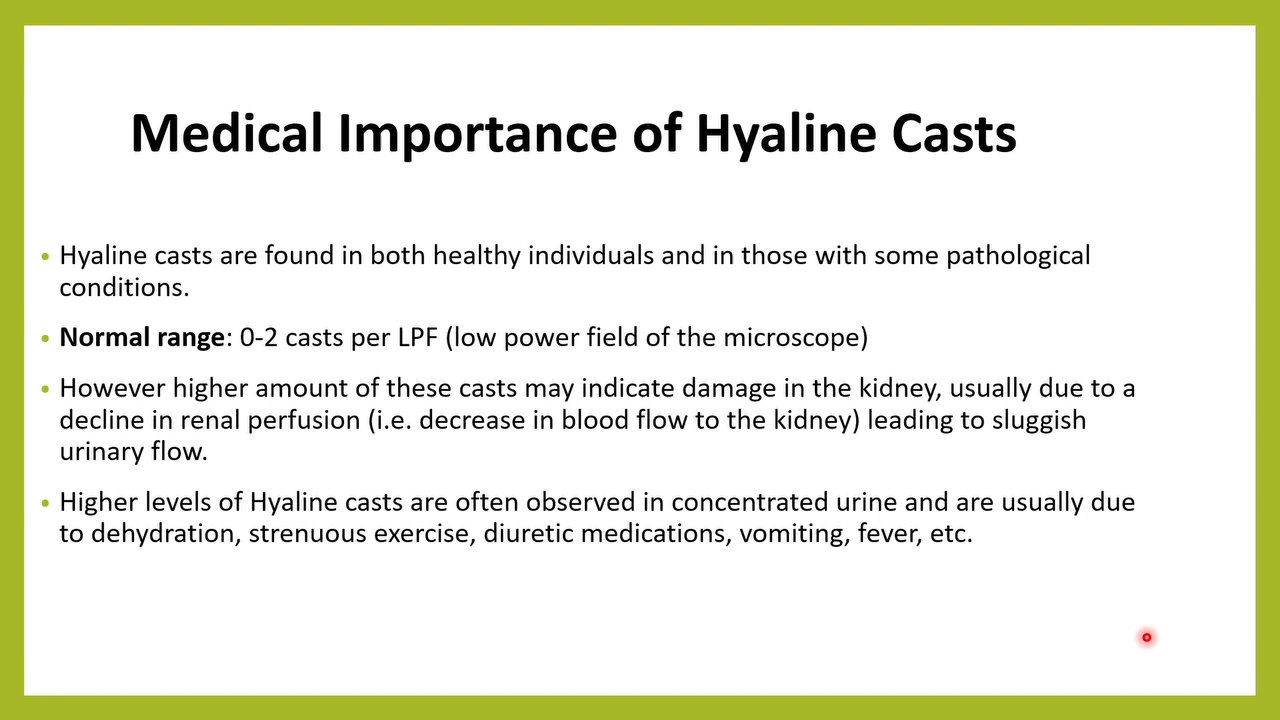 Medical Importance of Hyaline Casts
• Hyaline casts are found in both healthy individuals and in those with some pathological
conditions.
• Normal range: 0-2 casts per LPF (low power field of the microscope)
• However higher amount of these casts may indicate damage in the kidney, usually due to a
decline in renal perfusion (i.e. decrease in blood flow to the kidney) leading to sluggish
urinary flow.
• Higher levels of Hyaline casts are often observed in concentrated urine and are usually due
to dehydration, strenuous exercise, diuretic medications, vomiting, fever, etc.